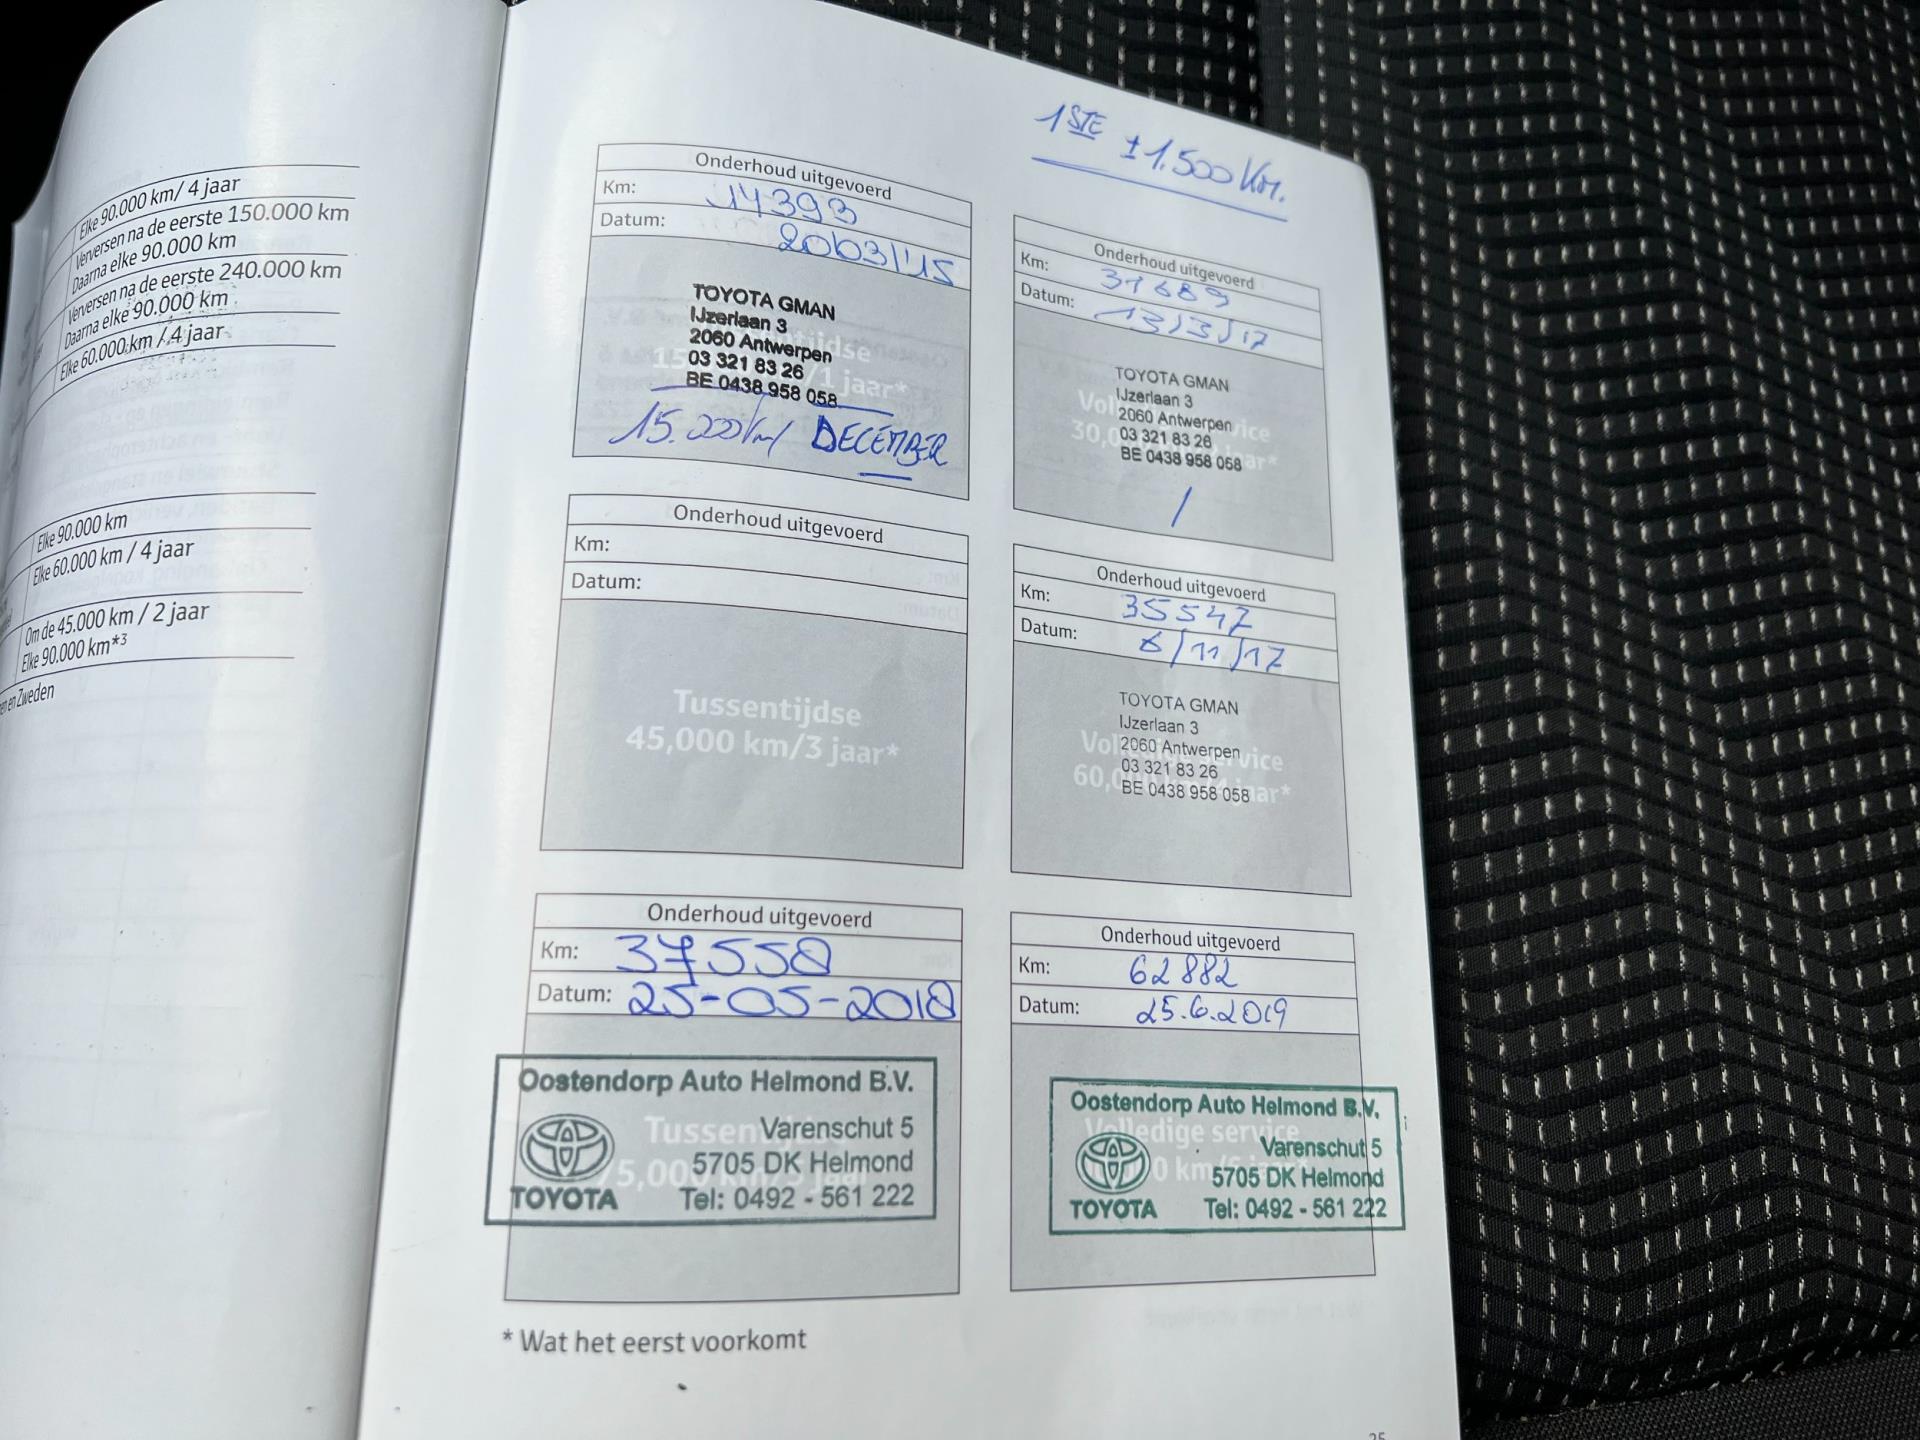 Elke 90.000 km/ 4 jaar
Verversen na de eerste 150.000 km
Daarna elke 90.000 km
Verversen na de eerste 240.000 km
Daarna elke 90.000 km
Elke 60.000 km / 4 jaar
Elke 90.000 km
Elke 60.000 km / 4 jaar
Om de 45.000 km / 2 jaar
Elke 90.000 km*3
en Zweden
1STE ±1.500 Km.
Onderhoud uitgevoerd
Km: 14393
Datum: 20/03/15
TOYOTA GMAN
IJzerlaan 3
2060 Antwerpen
03 321 83 26
BE 0438 958 058
15.000 km/ DECEMBER
Onderhoud uitgevoerd
Km: 31689
Datum: 13/3/17
TOYOTA GMAN
IJzerlaan 3
2060 Antwerpen
03 321 83 26
BE 0438 958 058
Onderhoud uitgevoerd
Km:
Datum:
Tussentijdse
45,000 km/3 jaar*
Onderhoud uitgevoerd
Km: 35547
Datum: 6/11/17
TOYOTA GMAN
IJzerlaan 3
2060 Antwerpen
03 321 83 26
BE 0438 958 058
Onderhoud uitgevoerd
Km: 37558
Datum: 25-05-2018
Oostendorp Auto Helmond B.V.
Varenschut 5
5705 DK Helmond
TOYOTA Tel: 0492 - 561 222
Onderhoud uitgevoerd
Km: 62882
Datum: 25.6.2019
Oostendorp Auto Helmond B.V.
Volledige service
Varenschut 5
5705 DK Helmond
TOYOTA Tel: 0492 - 561 222
* Wat het eerst voorkomt